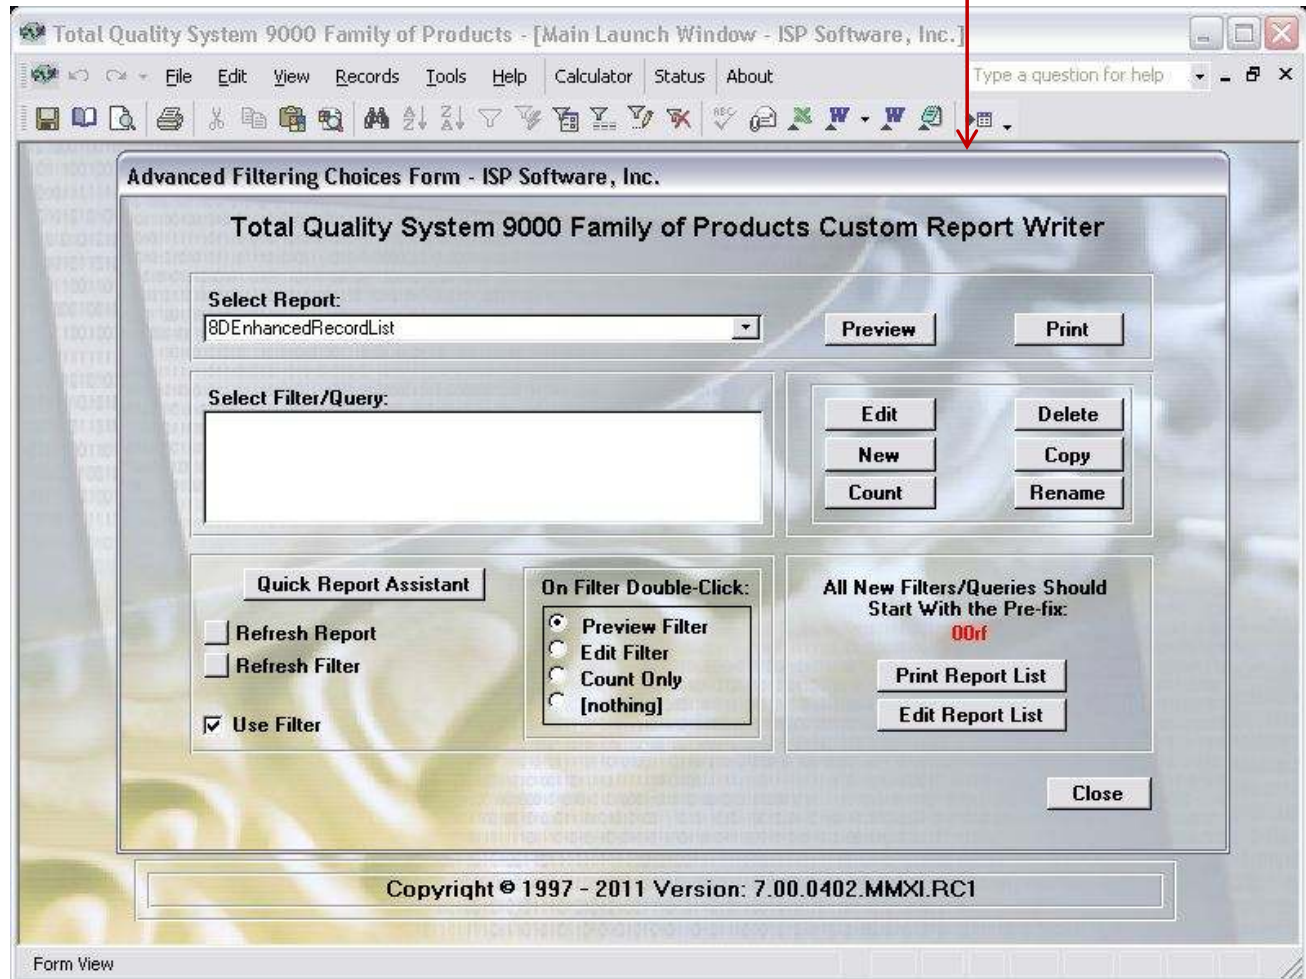 Total Quality System 9000 Family of Products - [Main Launch Window - ISP Software, Inc.]
File Edit View Records Tools Help Calculator Status About Type a question for help
Advanced Filtering Choices Form - ISP Software, Inc.
Total Quality System 9000 Family of Products Custom Report Writer
Select Report:
8DEnhancedRecordList
Preview Print
Select Filter/Query:
Edit Delete
New Copy
Count Rename
Quick Report Assistant
Refresh Report
Refresh Filter
Use Filter
On Filter Double-Click:
Preview Filter
Edit Filter
Count Only
[nothing]
All New Filters/Queries Should
Start With the Pre-fix:
00rf
Print Report List
Edit Report List
Close
Copyright © 1997 - 2011 Version: 7.00.0402.MMXI.RC1
Form View